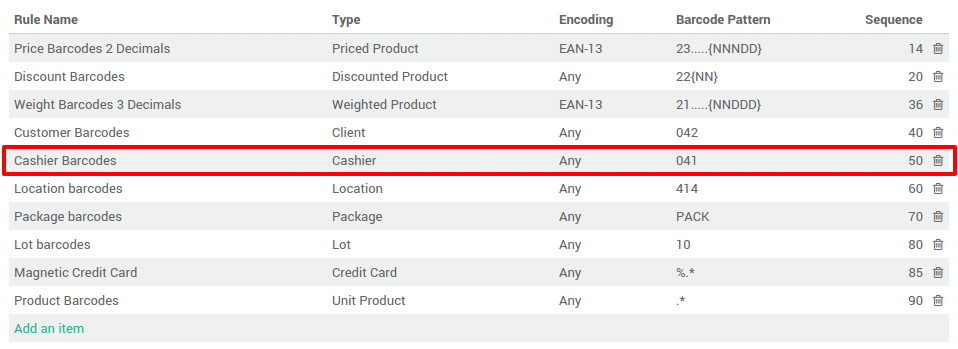 Rule Name Type Encoding Barcode Pattern Sequence
Price Barcodes 2 Decimals Priced Product EAN-13 23.....{NNNDD} 14
Discount Barcodes Discounted Product Any 22{NN} 20
Weight Barcodes 3 Decimals Weighted Product EAN-13 21.....{NNDDD} 36
Customer Barcodes Client Any 042 40
Cashier Barcodes Cashier Any 041 50
Location barcodes Location Any 414 60
Package barcodes Package Any PACK 70
Lot barcodes Lot Any 10 80
Magnetic Credit Card Credit Card Any %.* 85
Product Barcodes Unit Product Any .* 90
Add an item